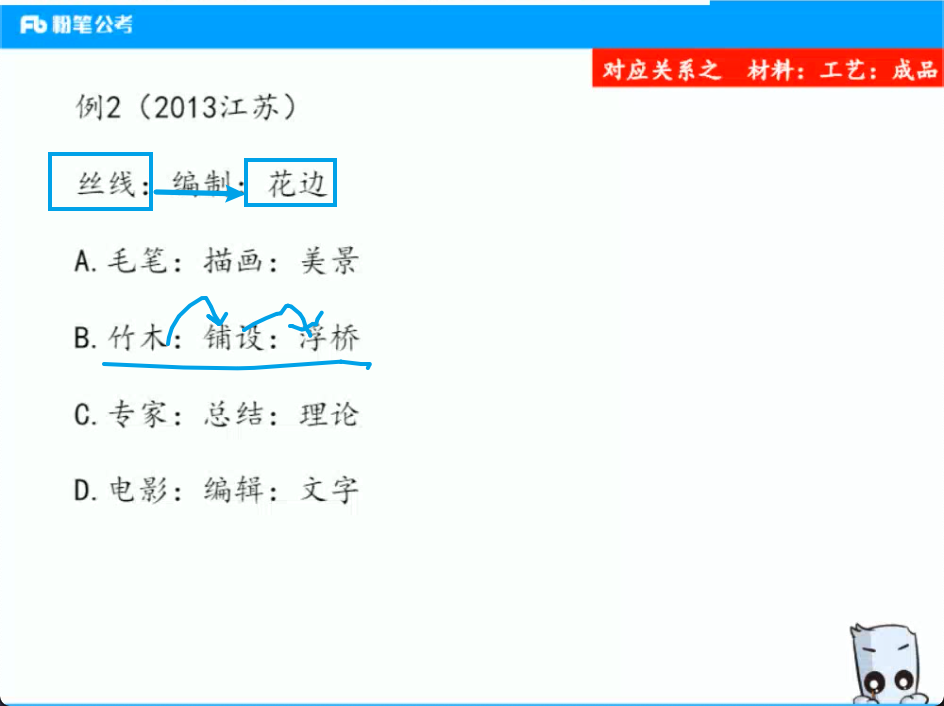 Fb 粉笔公考
对应关系之 材料：工艺：成品
例2（2013江苏）
丝线：编制：花边
A.毛笔：描画：美景
B.竹木：铺设：浮桥
C.专家：总结：理论
D.电影：编辑：文字